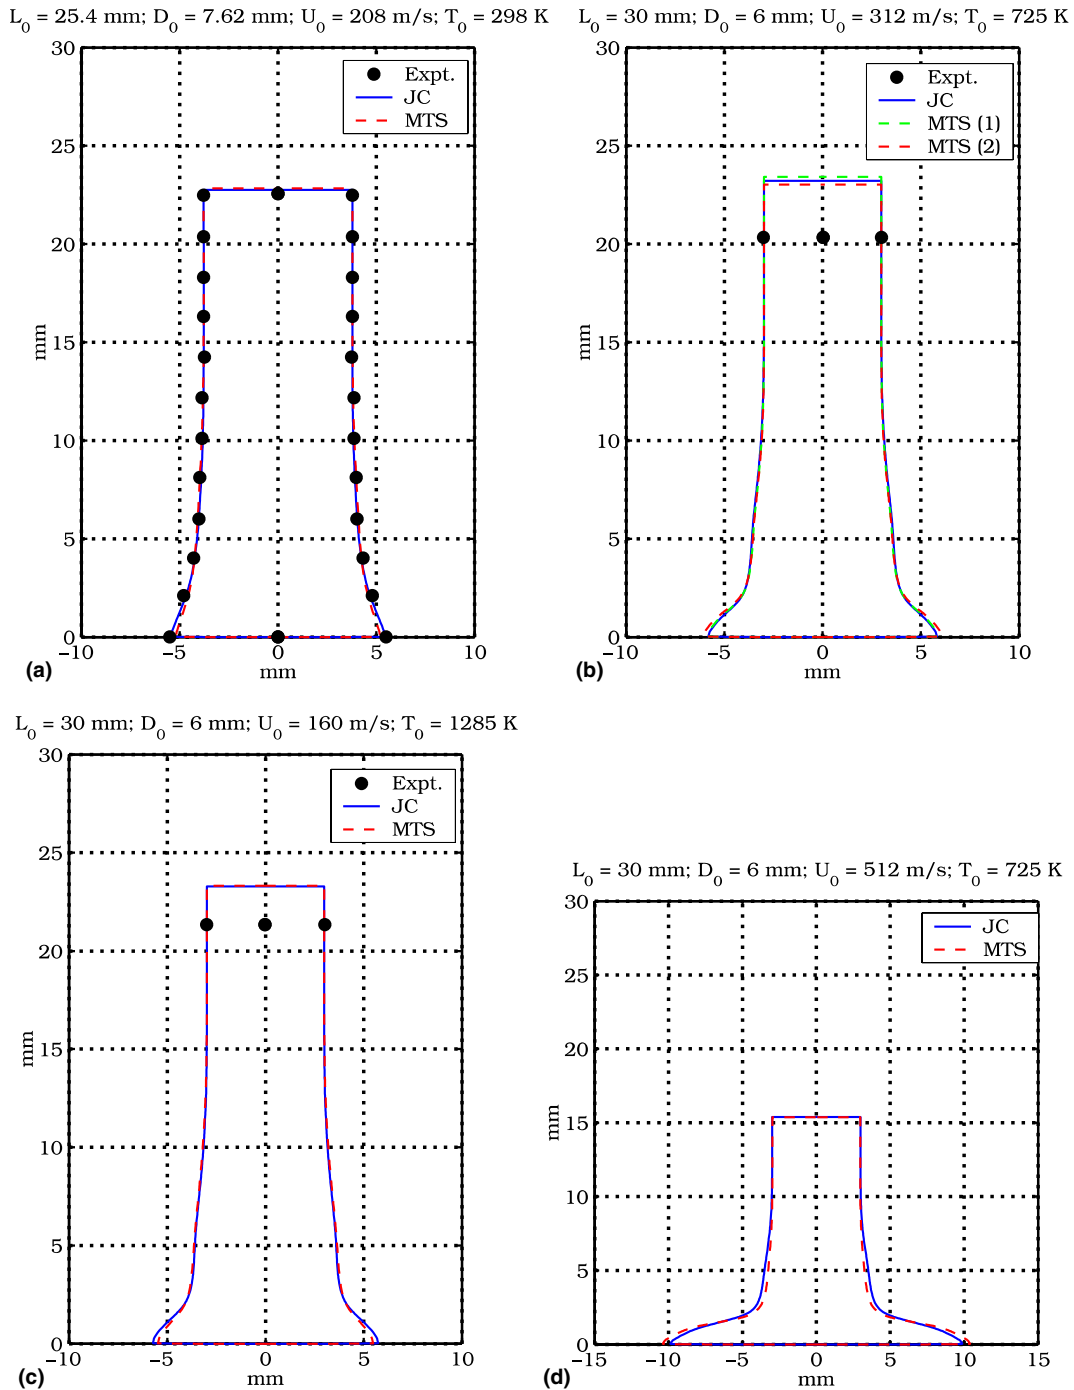 L0 = 25.4 mm; D0 = 7.62 mm; U0 = 208 m/s; T0 = 298 K
30
25
20
15
10
5
0
mm
Expt.
JC
MTS
−10
−5
0
5
10
mm
(a)
L0 = 30 mm; D0 = 6 mm; U0 = 312 m/s; T0 = 725 K
30
25
20
15
10
5
0
mm
Expt.
JC
MTS (1)
MTS (2)
−10
−5
0
5
10
mm
(b)
L0 = 30 mm; D0 = 6 mm; U0 = 160 m/s; T0 = 1285 K
30
25
20
15
10
5
0
mm
Expt.
JC
MTS
−10
−5
0
5
10
mm
(c)
L0 = 30 mm; D0 = 6 mm; U0 = 512 m/s; T0 = 725 K
30
25
20
15
10
5
0
mm
JC
MTS
−15
−10
−5
0
5
10
15
mm
(d)